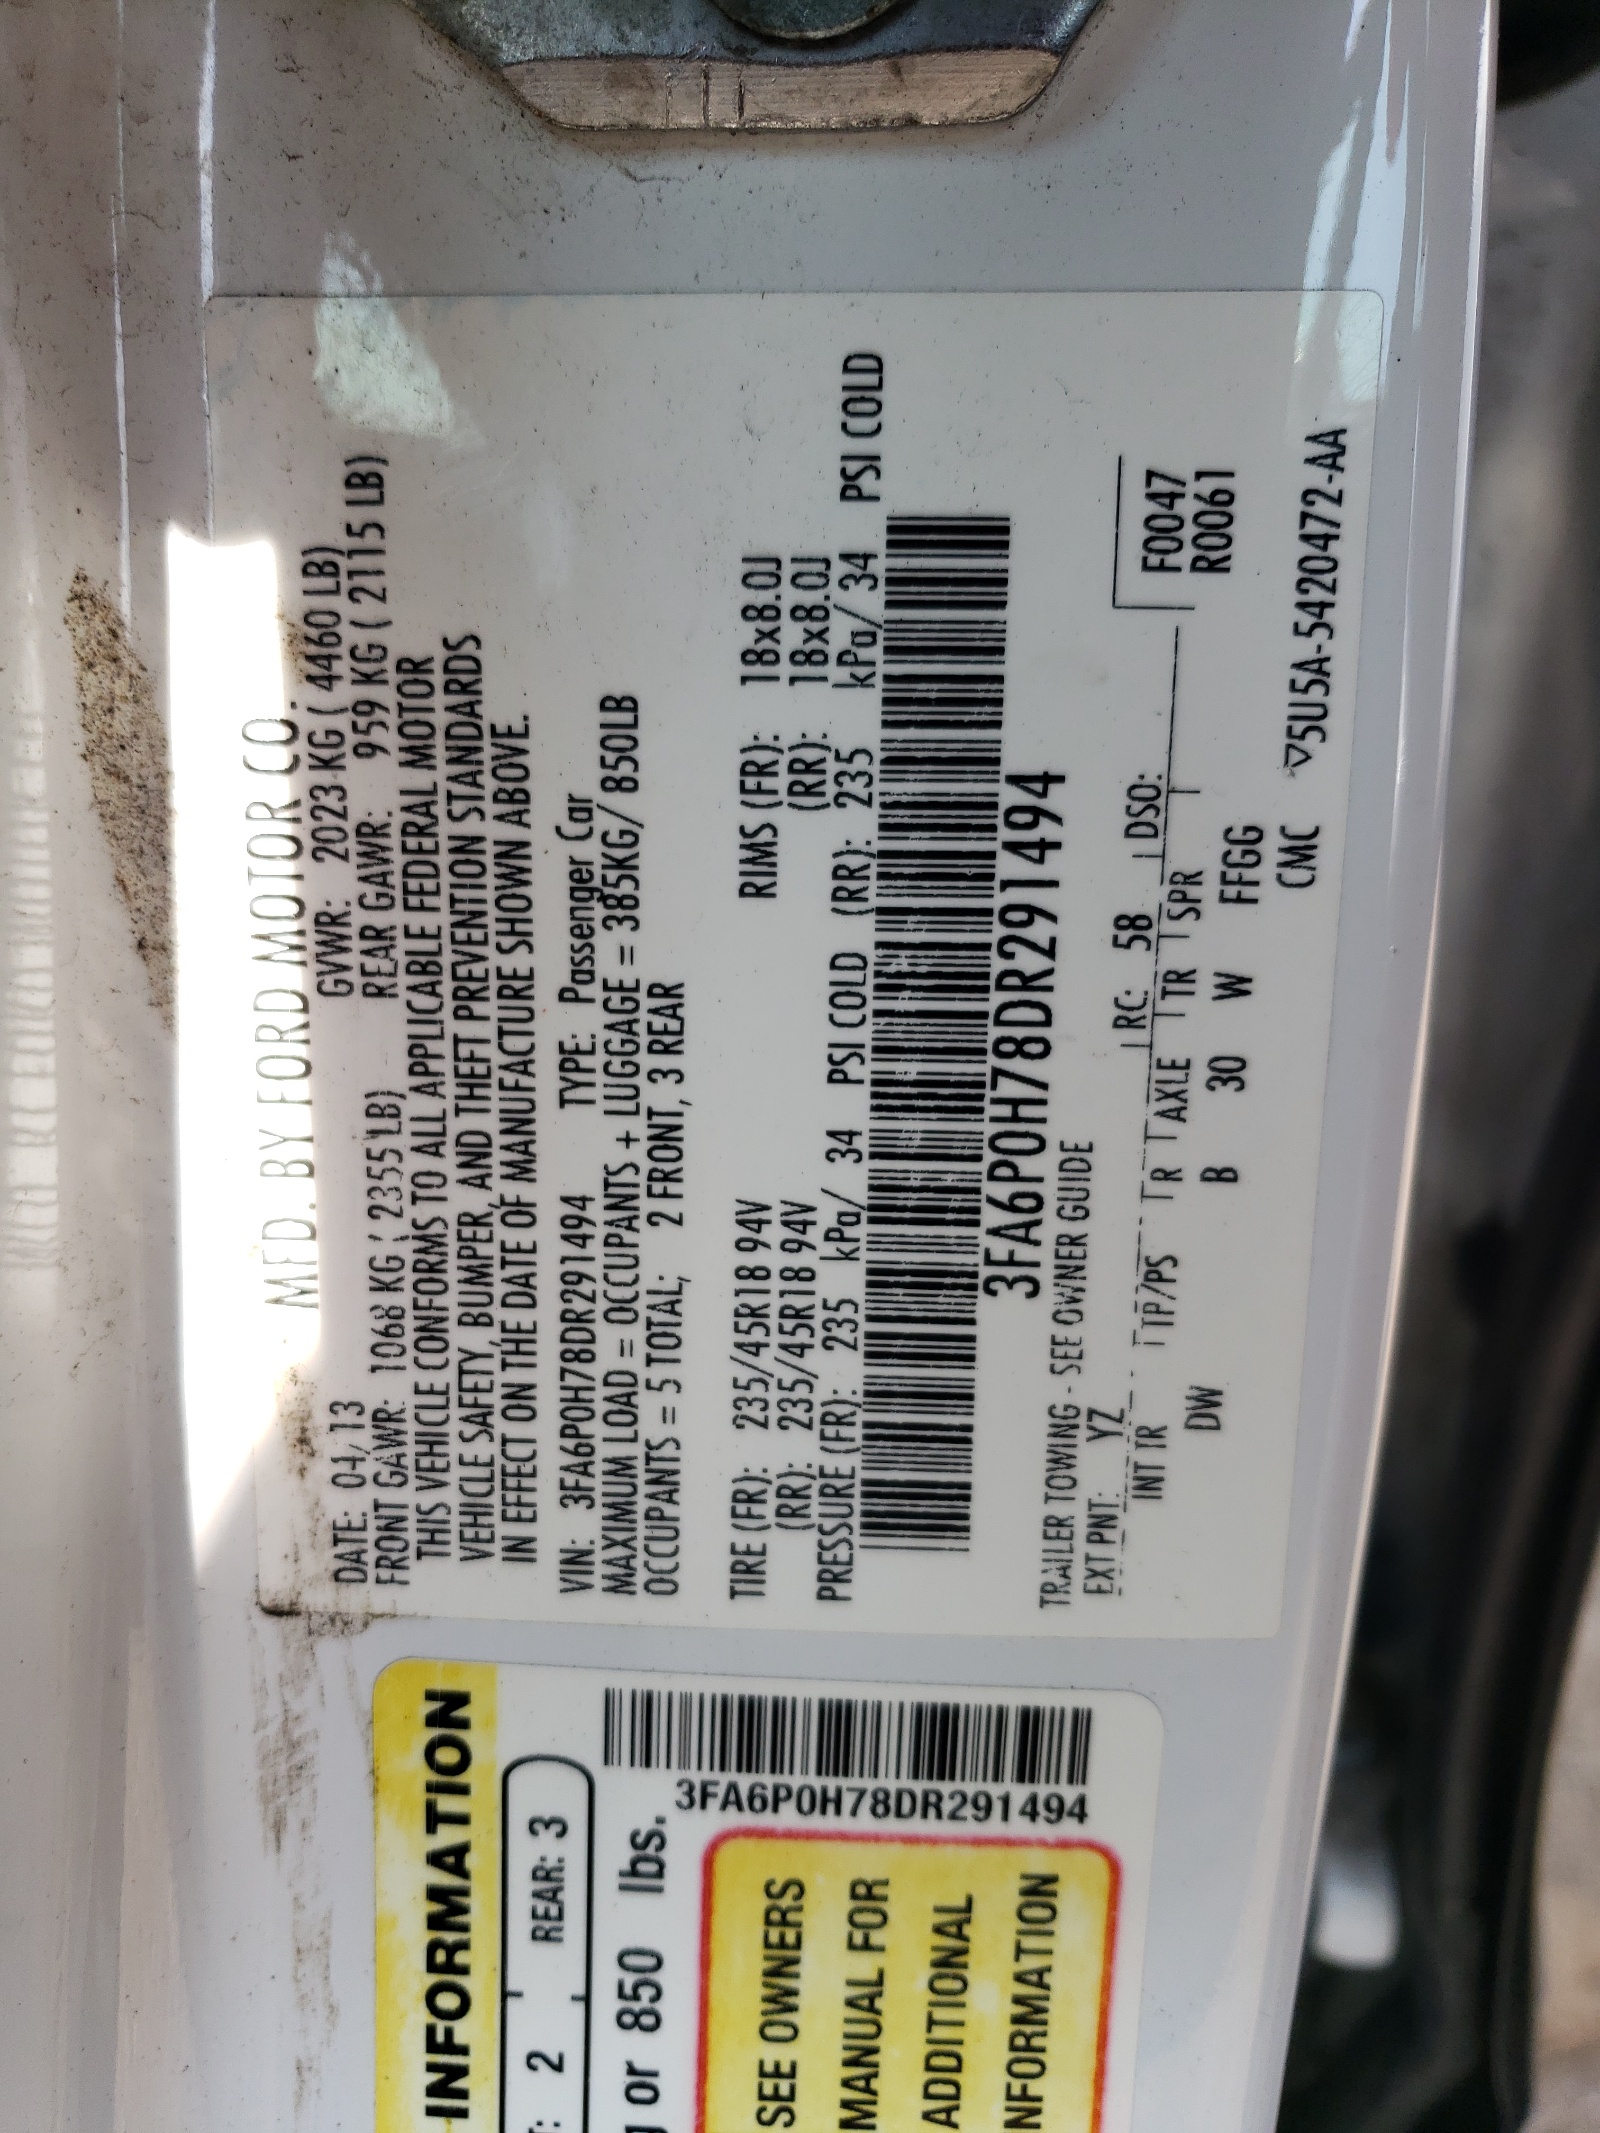 MFD. BY FORD MOTOR CO.
DATE: 04/13 GVWR: 2023 KG ( 4460 LB)
FRONT GAWR: 1068 KG ( 2355 LB) REAR GAWR: 959 KG ( 2115 LB)
THIS VEHICLE CONFORMS TO ALL APPLICABLE FEDERAL MOTOR
VEHICLE SAFETY, BUMPER, AND THEFT PREVENTION STANDARDS
IN EFFECT ON THE DATE OF MANUFACTURE SHOWN ABOVE.
VIN: 3FA6P0H78DR291494 TYPE: Passenger Car
MAXIMUM LOAD = OCCUPANTS + LUGGAGE = 385KG/ 850LB
OCCUPANTS = 5 TOTAL; 2 FRONT, 3 REAR
TIRE (FR): 235/45R18 94V RIMS (FR): 18x8.0J
(RR): 235/45R18 94V (RR): 18x8.0J
PRESSURE (FR): 235 kPa/ 34 PSI COLD (RR): 235 kPa/ 34 PSI COLD
3FA6P0H78DR291494
TRAILER TOWING - SEE OWNER GUIDE
EXT PNT: YZ RC: 58 DSO: F0047
INT TR TP/PS R AXLE TR SPR R0061
DW B 30 W FFGG
CMC ▽5U5A-5420472-AA
INFORMATION
: 2 REAR: 3
or 850 lbs.
3FA6P0H78DR291494
SEE OWNERS
MANUAL FOR
ADDITIONAL
NFORMATION